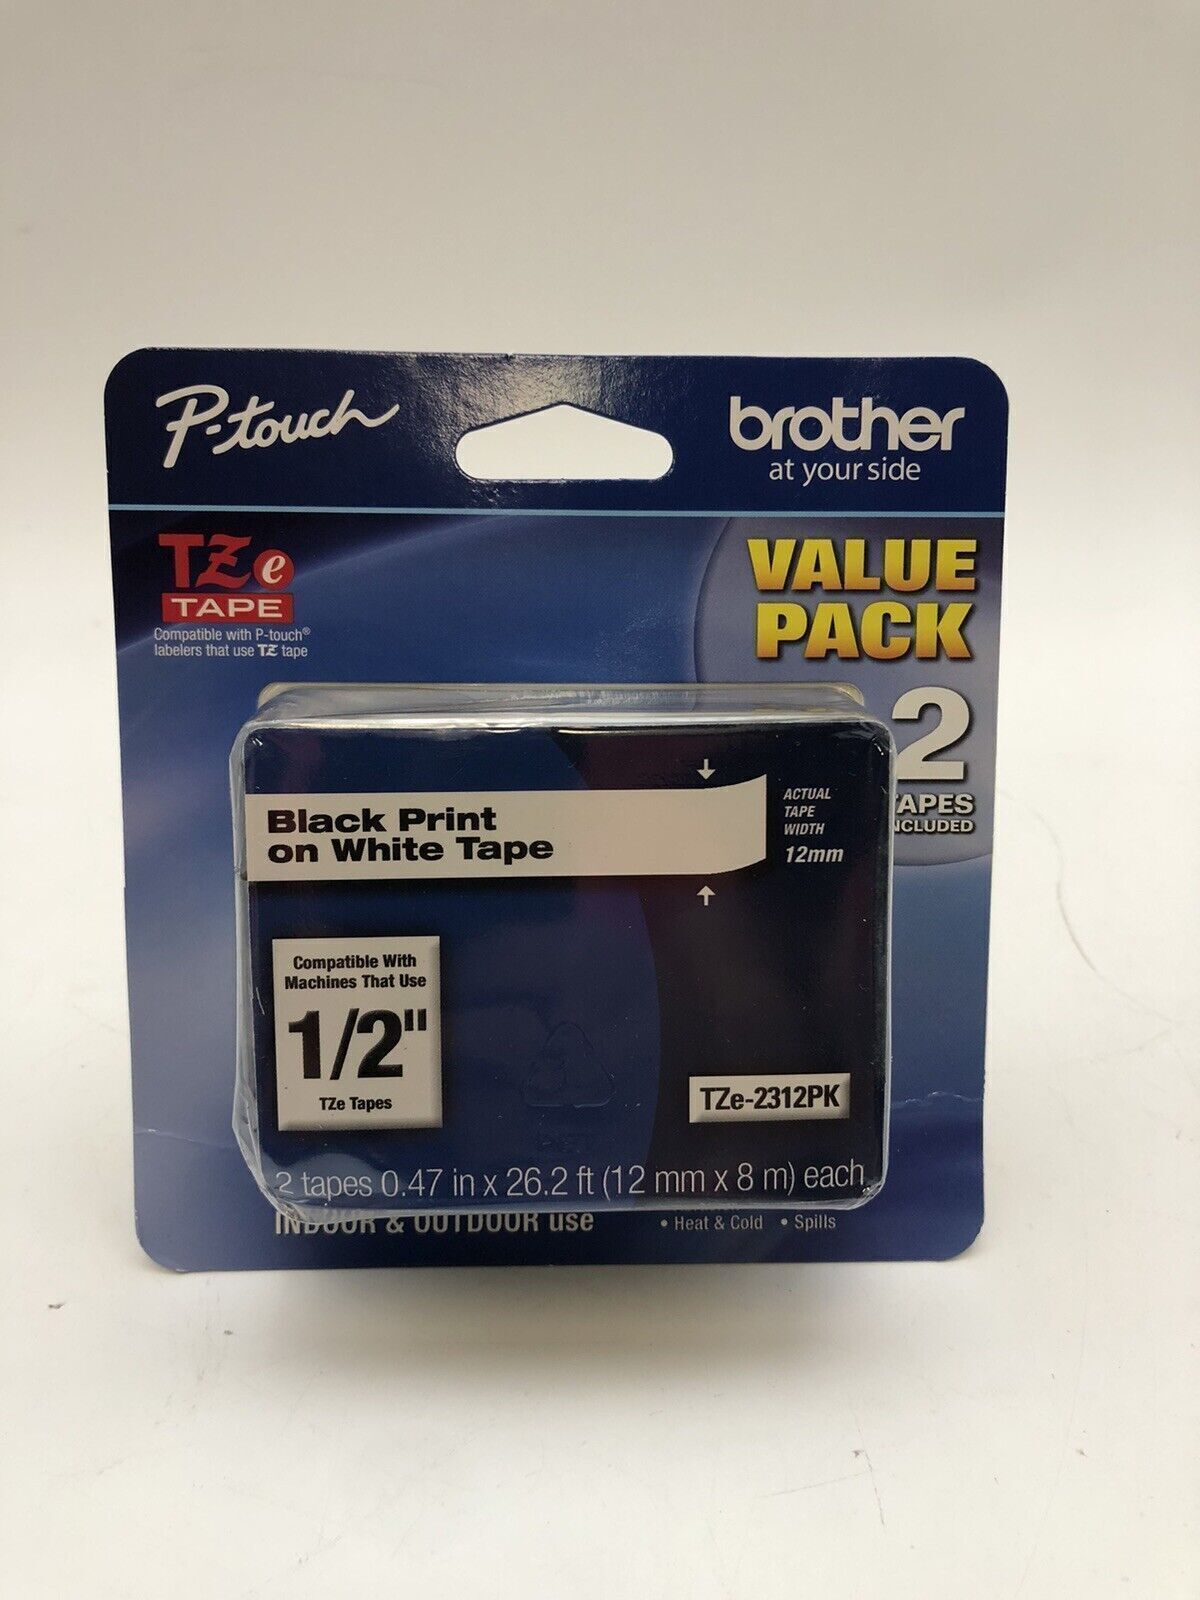 P-touch
brother
at your side
TZe
TAPE
Compatible with P-touch®
labelers that use TZ tape
VALUE
PACK
2
TAPES
INCLUDED
Black Print
on White Tape
ACTUAL
TAPE
WIDTH
12mm
Compatible With
Machines That Use
1/2"
TZe Tapes
TZe-2312PK
2 tapes 0.47 in x 26.2 ft (12 mm x 8 m) each
INDOOR & OUTDOOR use
• Heat & Cold • Spills